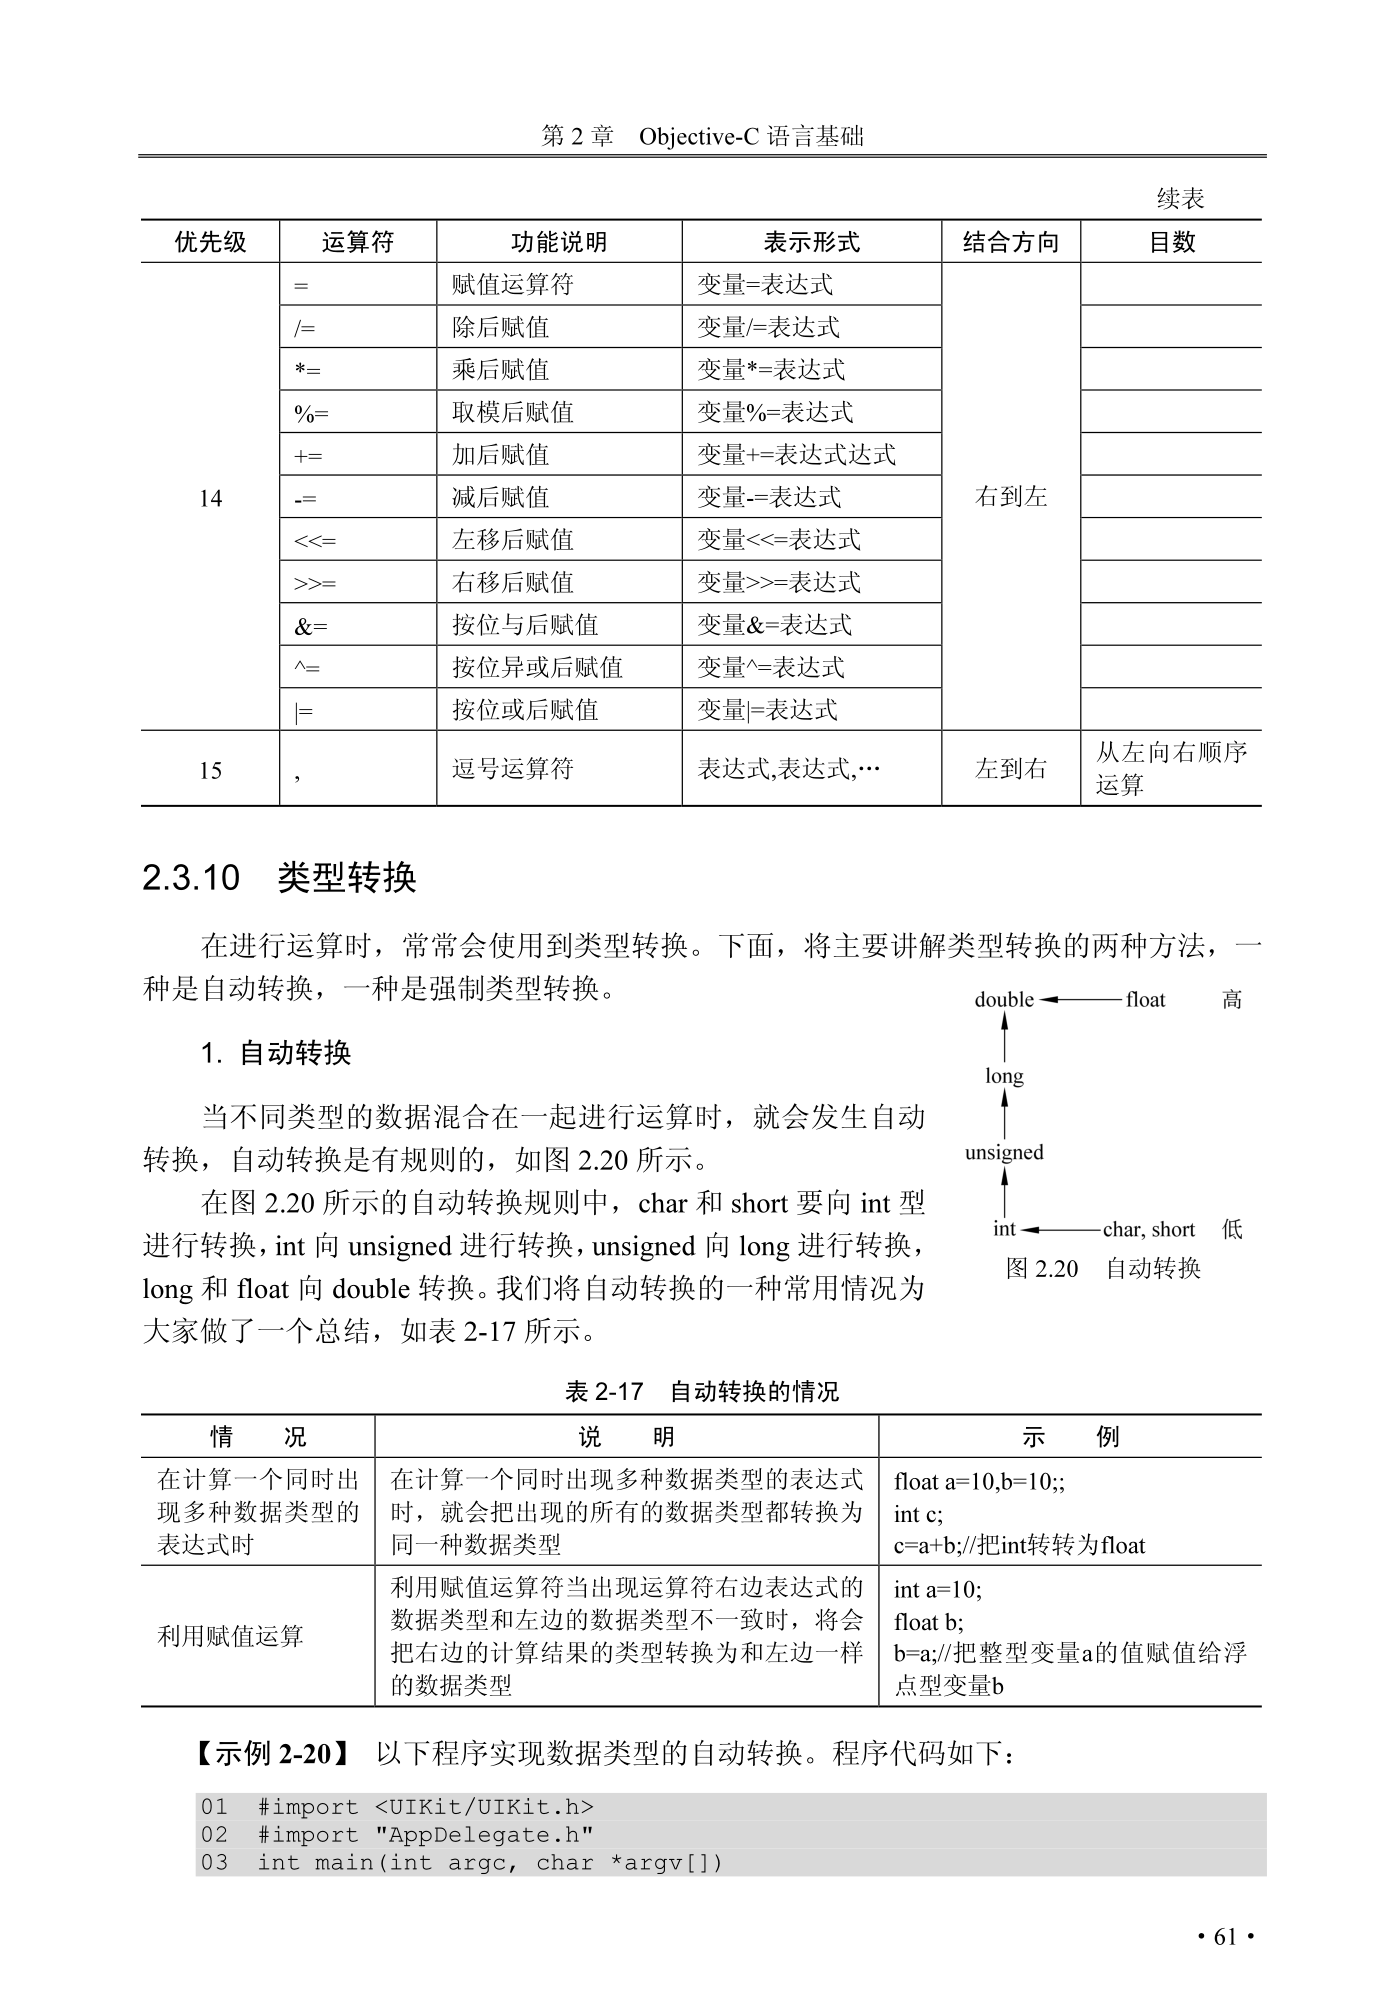 第 2 章 Objective-C 语言基础
续表
优先级 运算符 功能说明 表示形式 结合方向 目数
= 赋值运算符 变量=表达式
/= 除后赋值 变量/=表达式
*= 乘后赋值 变量*=表达式
%= 取模后赋值 变量%=表达式
+= 加后赋值 变量+=表达式达式
14 -= 减后赋值 变量-=表达式 右到左
<<= 左移后赋值 变量<<=表达式
>>= 右移后赋值 变量>>=表达式
&= 按位与后赋值 变量&=表达式
^= 按位异或后赋值 变量^=表达式
|= 按位或后赋值 变量|=表达式
15 , 逗号运算符 表达式,表达式,… 左到右 从左向右顺序
运算
2.3.10 类型转换
在进行运算时，常常会使用到类型转换。下面，将主要讲解类型转换的两种方法，一
种是自动转换，一种是强制类型转换。
1. 自动转换
当不同类型的数据混合在一起进行运算时，就会发生自动
转换，自动转换是有规则的，如图 2.20 所示。
在图 2.20 所示的自动转换规则中，char 和 short 要向 int 型
进行转换，int 向 unsigned 进行转换，unsigned 向 long 进行转换，
long 和 float 向 double 转换。我们将自动转换的一种常用情况为
大家做了一个总结，如表 2-17 所示。
double float 高
long
unsigned
int char, short 低
图 2.20 自动转换
表 2-17 自动转换的情况
情 况 说 明 示 例
在计算一个同时出
现多种数据类型的
表达式时
在计算一个同时出现多种数据类型的表达式
时，就会把出现的所有的数据类型都转换为
同一种数据类型
float a=10,b=10;;
int c;
c=a+b;//把int转转为float
利用赋值运算
利用赋值运算符当出现运算符右边表达式的
数据类型和左边的数据类型不一致时，将会
把右边的计算结果的类型转换为和左边一样
的数据类型
int a=10;
float b;
b=a;//把整型变量a的值赋值给浮
点型变量b
【示例 2-20】 以下程序实现数据类型的自动转换。程序代码如下：
01 #import <UIKit/UIKit.h>
02 #import "AppDelegate.h"
03 int main(int argc, char *argv[])
• 61 •